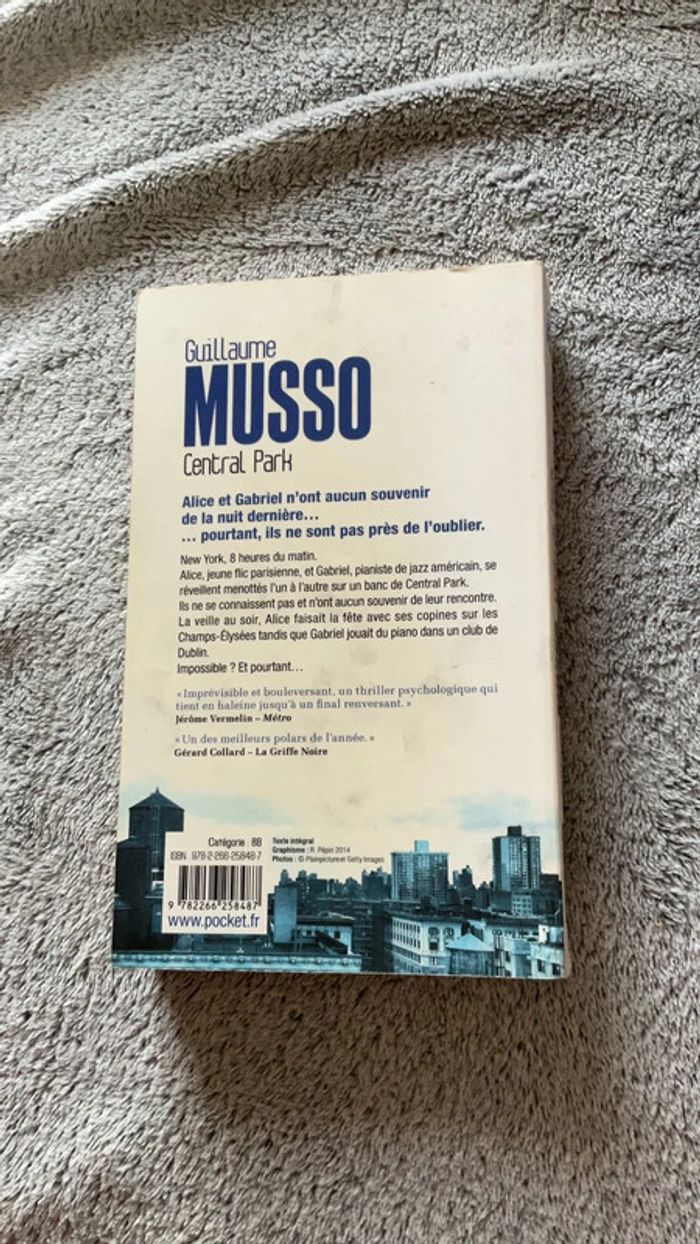 Guillaume
MUSSO
Central Park
Alice et Gabriel n'ont aucun souvenir
de la nuit dernière...
... pourtant, ils ne sont pas près de l'oublier.
New York, 8 heures du matin.
Alice, jeune flic parisienne, et Gabriel, pianiste de jazz américain, se
réveillent menottés l'un à l'autre sur un banc de Central Park.
Ils ne se connaissent pas et n'ont aucun souvenir de leur rencontre.
La veille au soir, Alice faisait la fête avec ses copines sur les
Champs-Élysées tandis que Gabriel jouait du piano dans un club de
Dublin.
Impossible ? Et pourtant...
« Imprévisible et bouleversant, un thriller psychologique qui
tient en haleine jusqu'à un final renversant. »
Jérôme Vermelin – Métro
« Un des meilleurs polars de l'année. »
Gérard Collard – La Griffe Noire
Catégorie : 8B
ISBN 978-2-266-25848-7
9 782266 258487
www.pocket.fr
Texte intégral
Graphisme : R. Pépin 2014
Photos : © Plainpicture et Getty Images